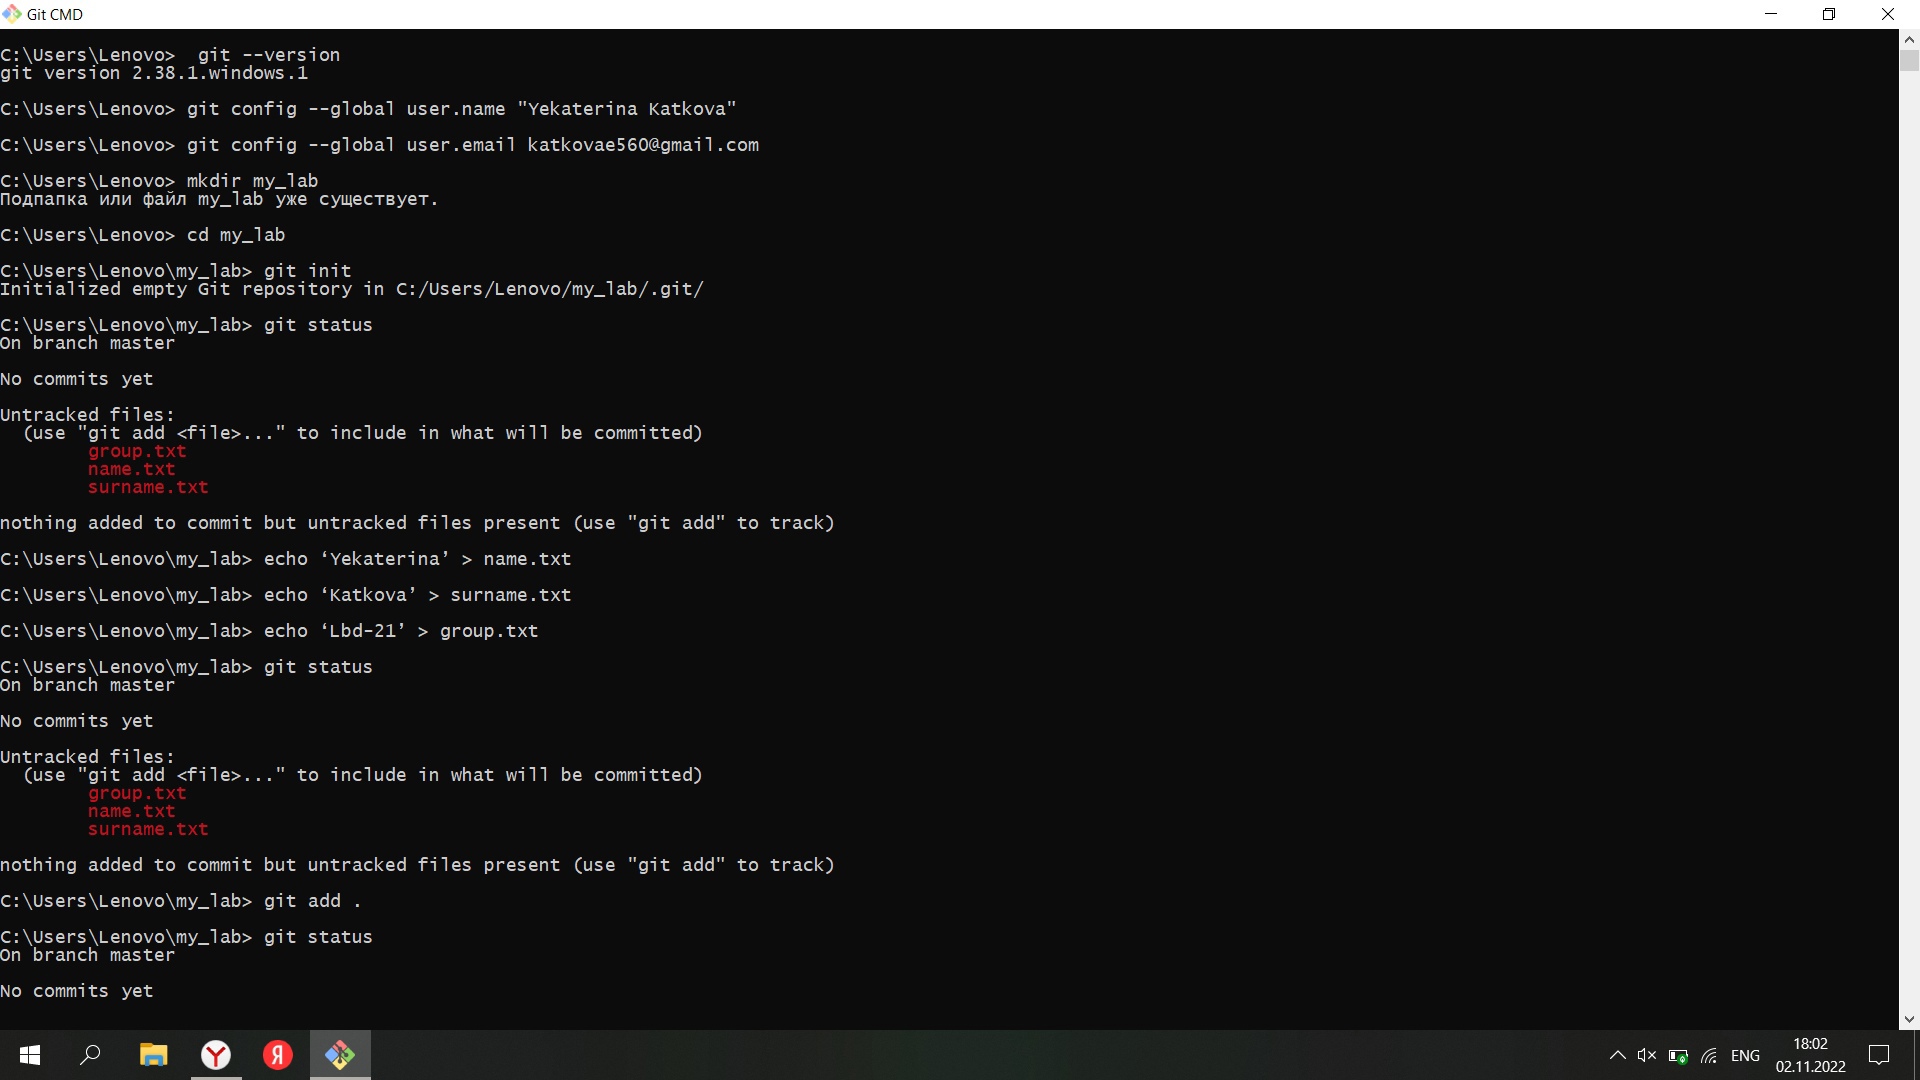 Git CMD
C:\Users\Lenovo>  git --version
git version 2.38.1.windows.1
C:\Users\Lenovo> git config --global user.name "Yekaterina Katkova"
C:\Users\Lenovo> git config --global user.email katkovae560@gmail.com
C:\Users\Lenovo> mkdir my_lab
Подпапка или файл my_lab уже существует.
C:\Users\Lenovo> cd my_lab
C:\Users\Lenovo\my_lab> git init
Initialized empty Git repository in C:/Users/Lenovo/my_lab/.git/
C:\Users\Lenovo\my_lab> git status
On branch master
No commits yet
Untracked files:
  (use "git add <file>..." to include in what will be committed)
        group.txt
        name.txt
        surname.txt
nothing added to commit but untracked files present (use "git add" to track)
C:\Users\Lenovo\my_lab> echo ‘Yekaterina’ > name.txt
C:\Users\Lenovo\my_lab> echo ‘Katkova’ > surname.txt
C:\Users\Lenovo\my_lab> echo ‘Lbd-21’ > group.txt
C:\Users\Lenovo\my_lab> git status
On branch master
No commits yet
Untracked files:
  (use "git add <file>..." to include in what will be committed)
        group.txt
        name.txt
        surname.txt
nothing added to commit but untracked files present (use "git add" to track)
C:\Users\Lenovo\my_lab> git add .
C:\Users\Lenovo\my_lab> git status
On branch master
No commits yet
Я
ENG
18:02
02.11.2022